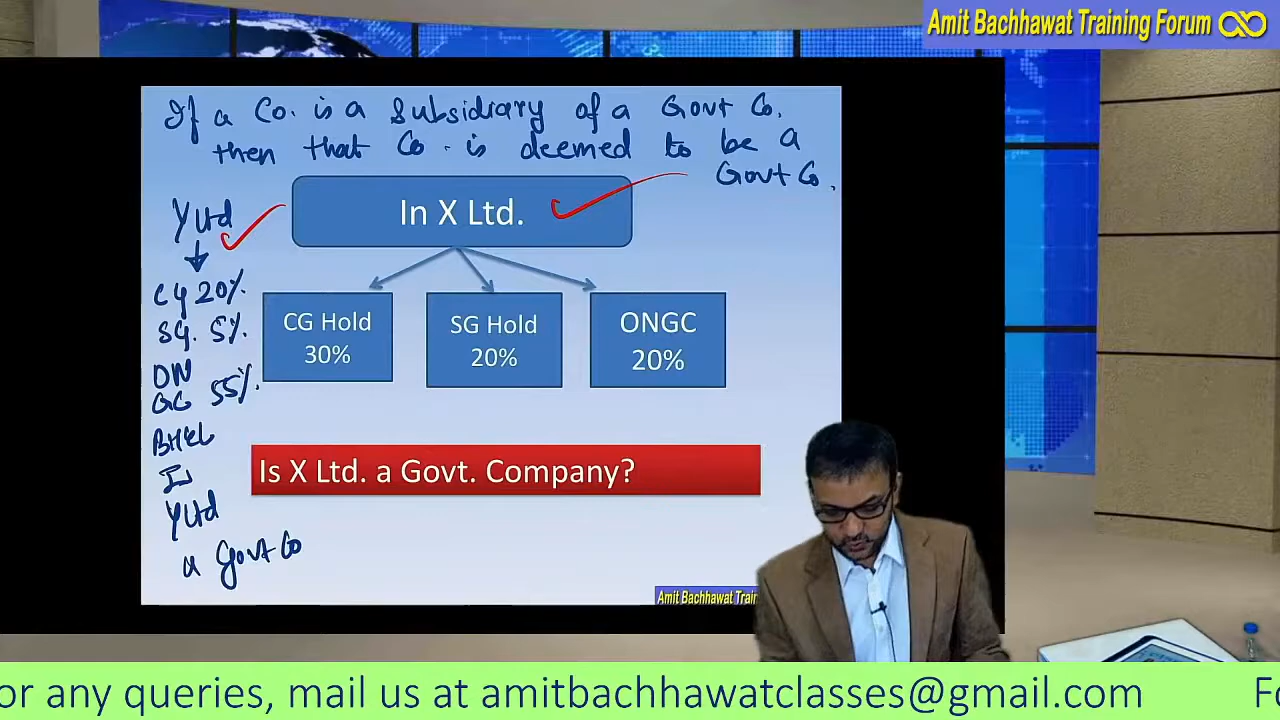 Amit Bachhawat Training Forum
If a Co. is a Subsidiary of a Govt Co.
then that Co. is deemed to be a
Govt Co.
In X Ltd.
Y Ltd
CG 20%.
SG. 5%.
ON
GC 55%.
BHEL
Is
Y Ltd
a Govt Co
CG Hold
30%
SG Hold
20%
ONGC
20%
Is X Ltd. a Govt. Company?
Amit Bachhawat Train
or any queries, mail us at amitbachhawatclasses@gmail.com
Fo